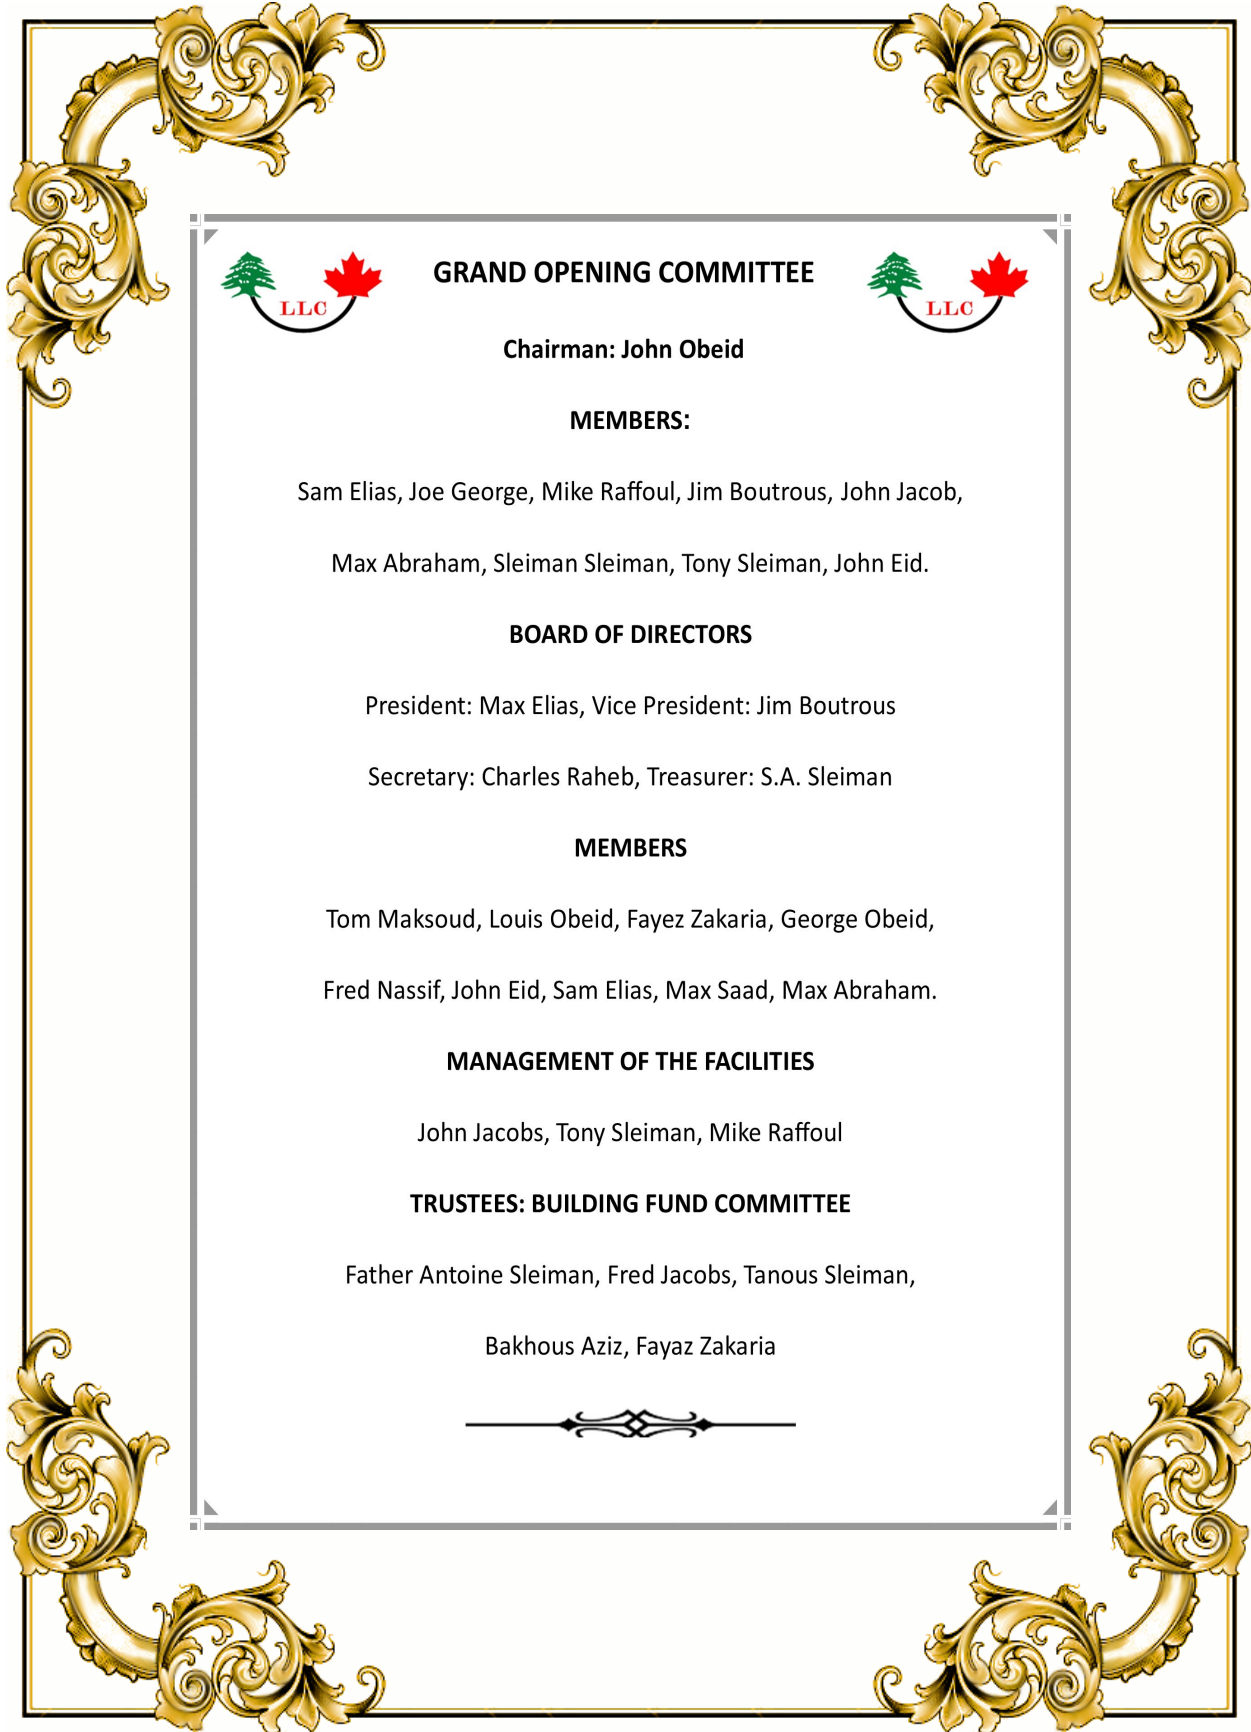 LLC
GRAND OPENING COMMITTEE
LLC
Chairman: John Obeid
MEMBERS:
Sam Elias, Joe George, Mike Raffoul, Jim Boutrous, John Jacob,
Max Abraham, Sleiman Sleiman, Tony Sleiman, John Eid.
BOARD OF DIRECTORS
President: Max Elias, Vice President: Jim Boutrous
Secretary: Charles Raheb, Treasurer: S.A. Sleiman
MEMBERS
Tom Maksoud, Louis Obeid, Fayez Zakaria, George Obeid,
Fred Nassif, John Eid, Sam Elias, Max Saad, Max Abraham.
MANAGEMENT OF THE FACILITIES
John Jacobs, Tony Sleiman, Mike Raffoul
TRUSTEES: BUILDING FUND COMMITTEE
Father Antoine Sleiman, Fred Jacobs, Tanous Sleiman,
Bakhous Aziz, Fayaz Zakaria